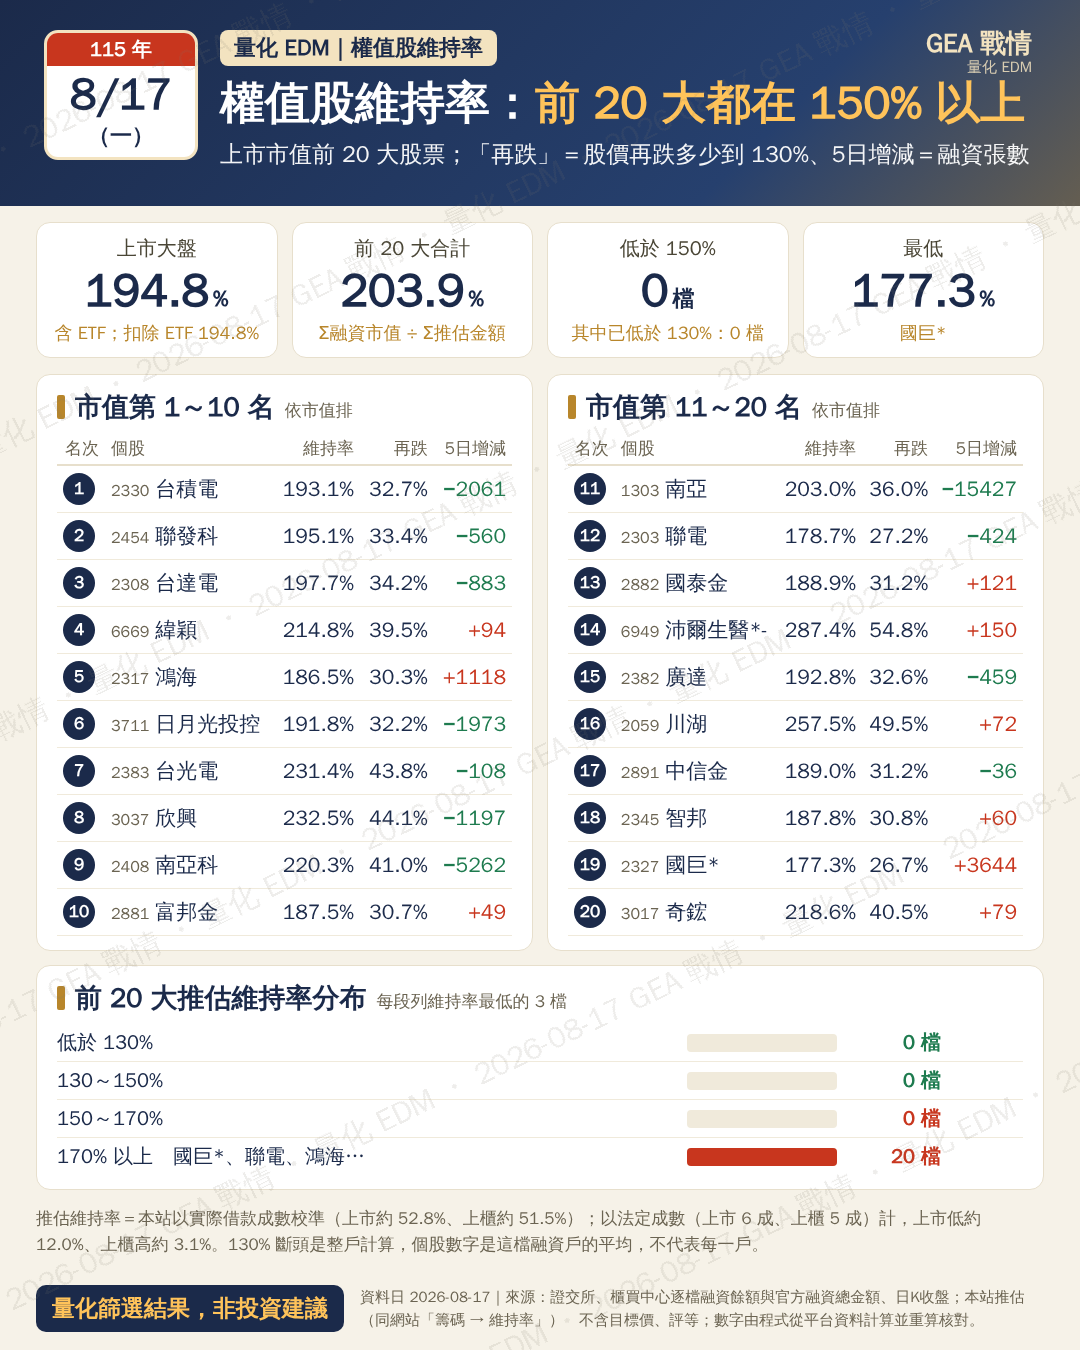 115 年
8/17
（一）
量化 EDM｜權值股維持率
GEA 戰情
量化 EDM
權值股維持率：前 20 大都在 150% 以上
上市市值前 20 大股票；「再跌」＝股價再跌多少到 130%、5日增減＝融資張數
上市大盤
194.8%
含 ETF；扣除 ETF 194.8%
前 20 大合計
203.9%
Σ融資市值 ÷ Σ推估金額
低於 150%
0 檔
其中已低於 130%：0 檔
最低
177.3%
國巨*
市值第 1～10 名 依市值排
名次 個股 維持率 再跌 5日增減
1 2330 台積電 193.1% 32.7% −2061
2 2454 聯發科 195.1% 33.4% −560
3 2308 台達電 197.7% 34.2% −883
4 6669 緯穎 214.8% 39.5% +94
5 2317 鴻海 186.5% 30.3% +1118
6 3711 日月光投控 191.8% 32.2% −1973
7 2383 台光電 231.4% 43.8% −108
8 3037 欣興 232.5% 44.1% −1197
9 2408 南亞科 220.3% 41.0% −5262
10 2881 富邦金 187.5% 30.7% +49
市值第 11～20 名 依市值排
名次 個股 維持率 再跌 5日增減
11 1303 南亞 203.0% 36.0% −15427
12 2303 聯電 178.7% 27.2% −424
13 2882 國泰金 188.9% 31.2% +121
14 6949 沛爾生醫*- 287.4% 54.8% +150
15 2382 廣達 192.8% 32.6% −459
16 2059 川湖 257.5% 49.5% +72
17 2891 中信金 189.0% 31.2% −36
18 2345 智邦 187.8% 30.8% +60
19 2327 國巨* 177.3% 26.7% +3644
20 3017 奇鋐 218.6% 40.5% +79
前 20 大推估維持率分布 每段列維持率最低的 3 檔
低於 130% 0 檔
130～150% 0 檔
150～170% 0 檔
170% 以上 國巨*、聯電、鴻海⋯ 20 檔
推估維持率＝本站以實際借款成數校準（上市約 52.8%、上櫃約 51.5%）；以法定成數（上市 6 成、上櫃 5 成）計，上市低約
12.0%、上櫃高約 3.1%。130% 斷頭是整戶計算，個股數字是這檔融資戶的平均，不代表每一戶。
量化篩選結果，非投資建議
資料日 2026-08-17｜來源：證交所、櫃買中心逐檔融資餘額與官方融資總金額、日K收盤；本站推估
（同網站「籌碼 → 維持率」） 不含目標價、評等；數字由程式從平台資料計算並重算核對。